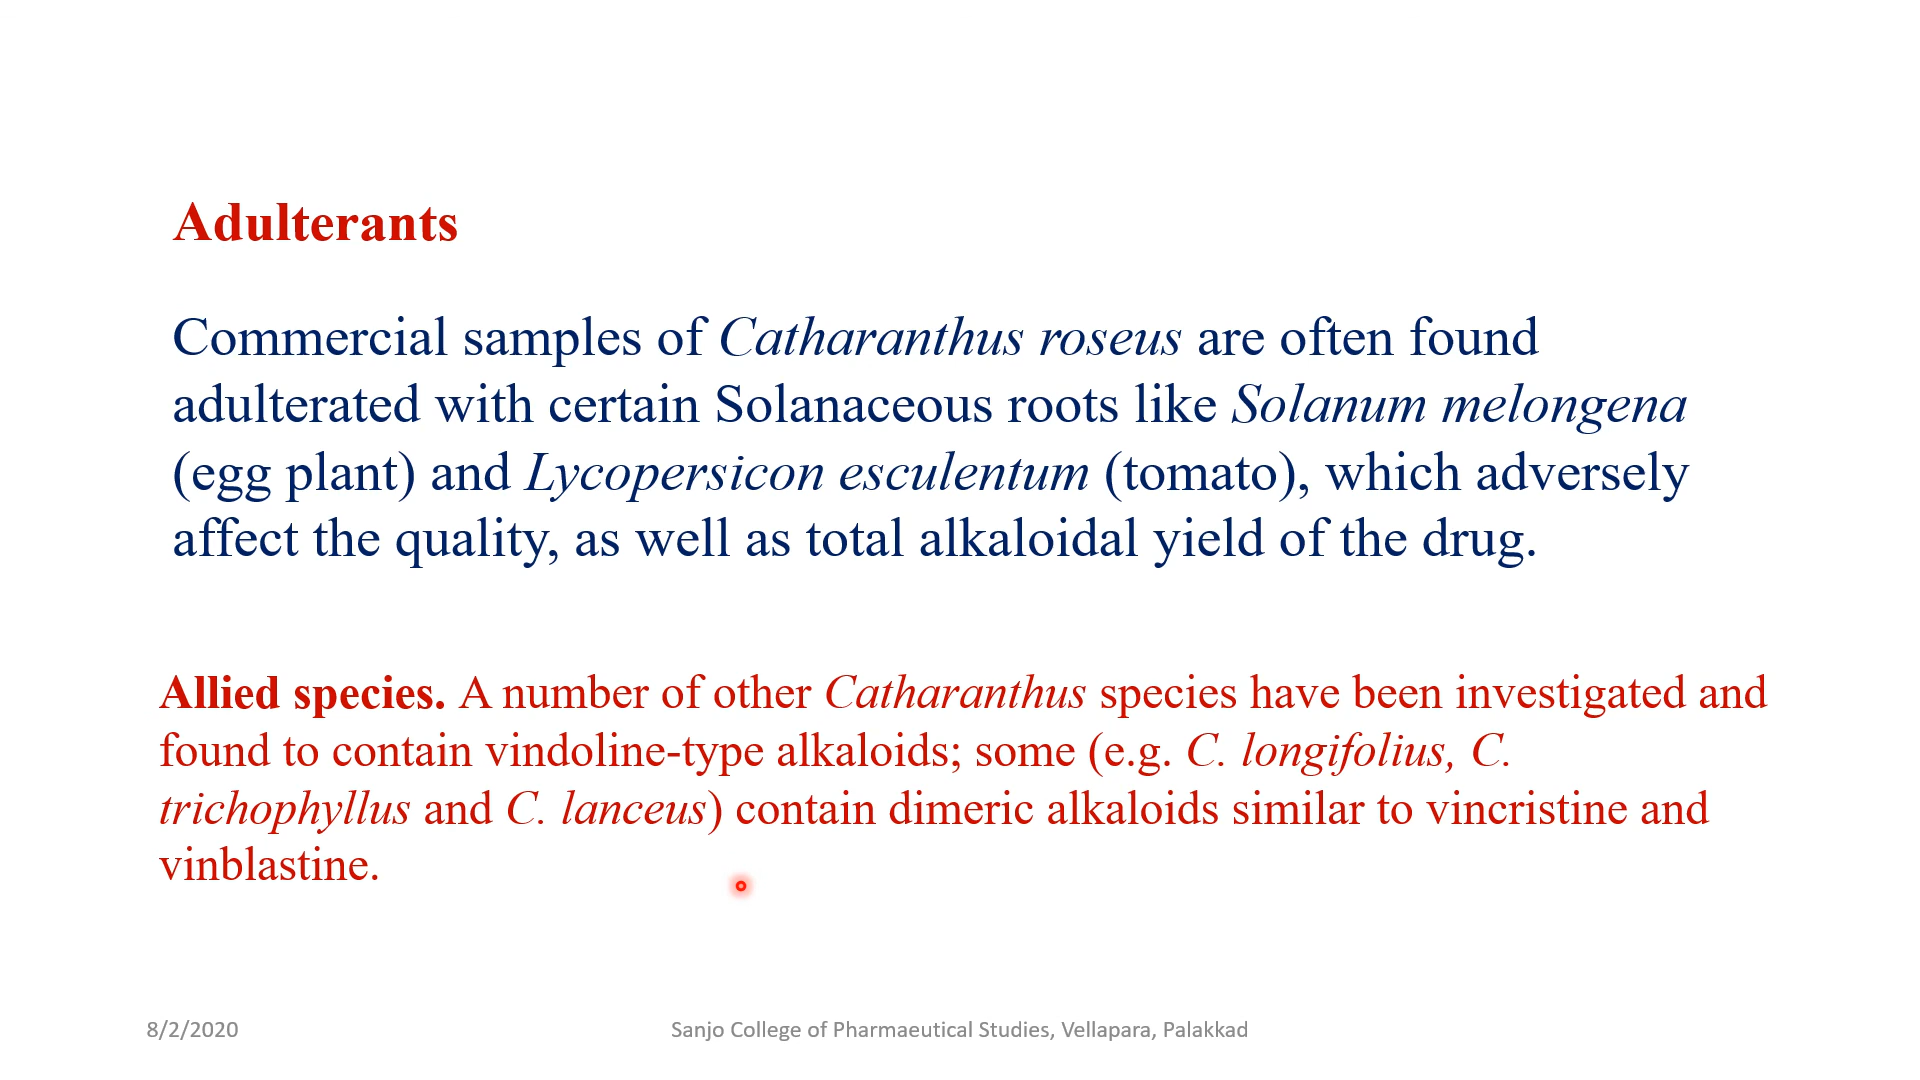 Adulterants
Commercial samples of Catharanthus roseus are often found
adulterated with certain Solanaceous roots like Solanum melongena
(egg plant) and Lycopersicon esculentum (tomato), which adversely
affect the quality, as well as total alkaloidal yield of the drug.
Allied species. A number of other Catharanthus species have been investigated and
found to contain vindoline-type alkaloids; some (e.g. C. longifolius, C.
trichophyllus and C. lanceus) contain dimeric alkaloids similar to vincristine and
vinblastine.
8/2/2020
Sanjo College of Pharmaeutical Studies, Vellapara, Palakkad